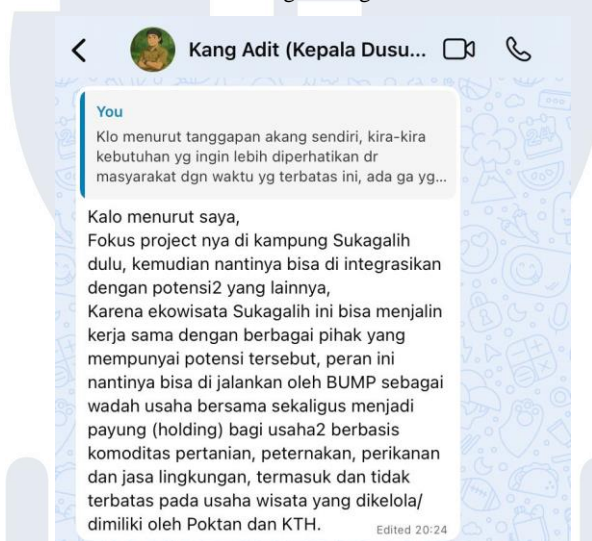 Kang Adit (Kepala Dusu...
You
Klo menurut tanggapan akang sendiri, kira-kira
kebutuhan yg ingin lebih diperhatikan dr
masyarakat dgn waktu yg terbatas ini, ada ga yg...
Kalo menurut saya,
Fokus project nya di kampung Sukagalih
dulu, kemudian nantinya bisa di integrasikan
dengan potensi2 yang lainnya,
Karena ekowisata Sukagalih ini bisa menjalin
kerja sama dengan berbagai pihak yang
mempunyai potensi tersebut, peran ini
nantinya bisa di jalankan oleh BUMP sebagai
wadah usaha bersama sekaligus menjadi
payung (holding) bagi usaha2 berbasis
komoditas pertanian, peternakan, perikanan
dan jasa lingkungan, termasuk dan tidak
terbatas pada usaha wisata yang dikelola/
dimiliki oleh Poktan dan KTH.
Edited 20:24